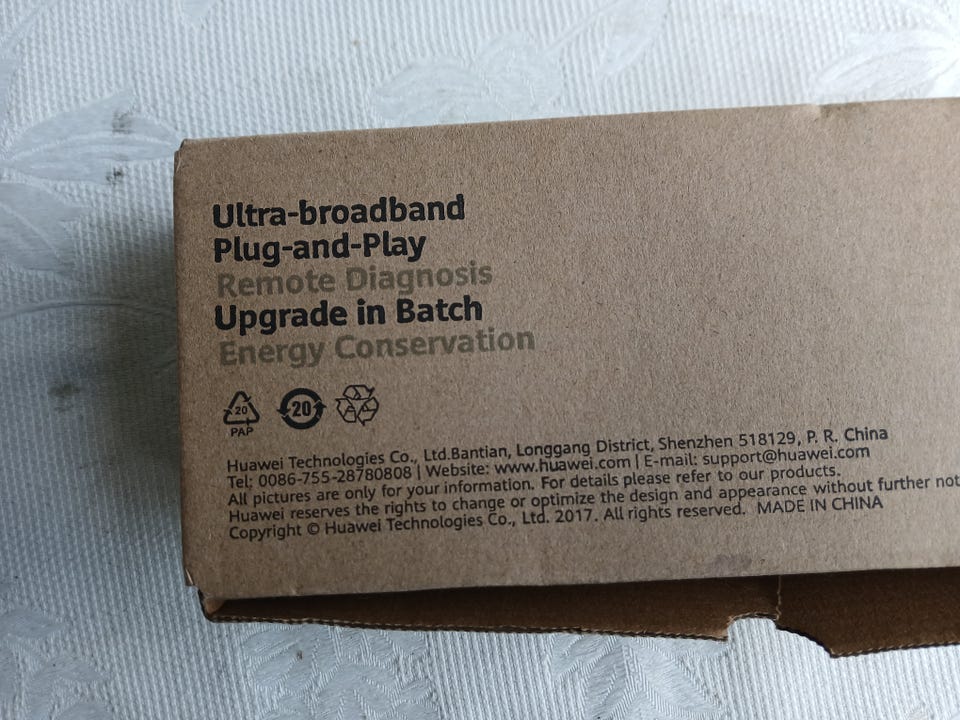 Ultra-broadband
Plug-and-Play
Remote Diagnosis
Upgrade in Batch
Energy Conservation
20 20
PAP
Huawei Technologies Co., Ltd.Bantian, Longgang District, Shenzhen 518129, P. R. China
Tel: 0086-755-28780808 | Website: www.huawei.com | E-mail: support@huawei.com
All pictures are only for your information. For details please refer to our products.
Huawei reserves the rights to change or optimize the design and appearance without further not
Copyright © Huawei Technologies Co., Ltd. 2017. All rights reserved. MADE IN CHINA